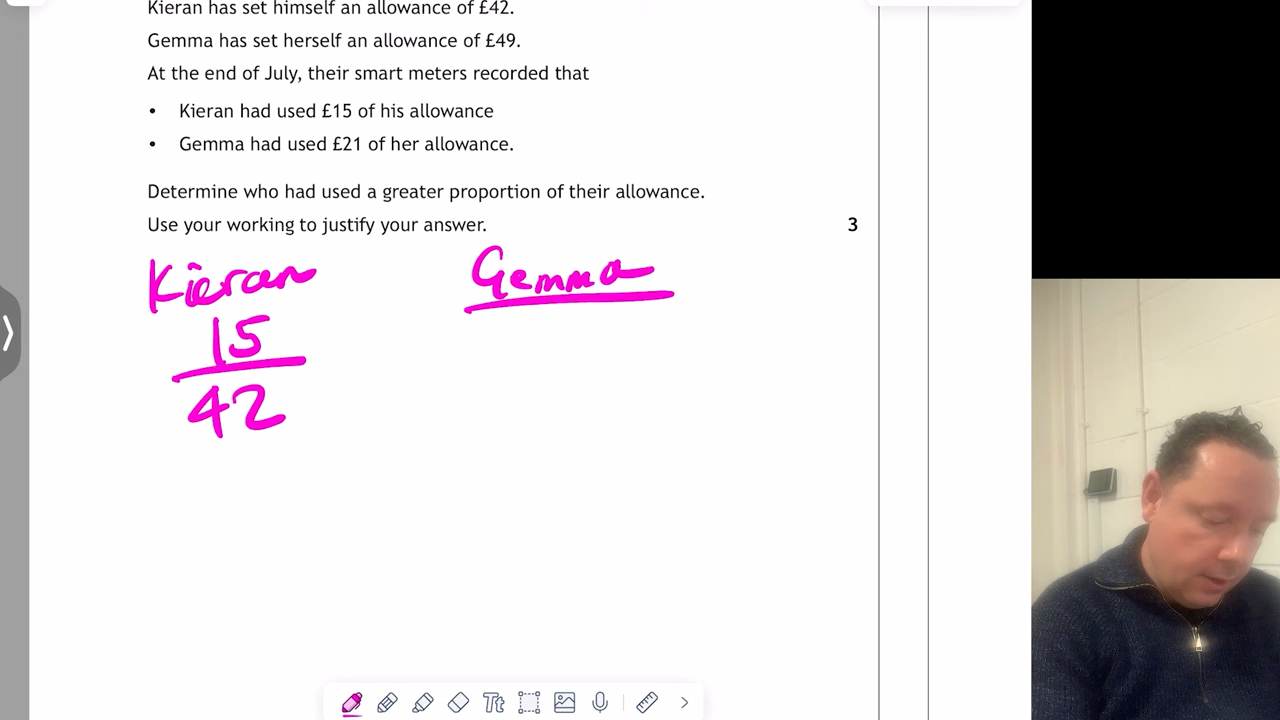 Kieran has set himself an allowance of £42.
Gemma has set herself an allowance of £49.
At the end of July, their smart meters recorded that
• Kieran had used £15 of his allowance
• Gemma had used £21 of her allowance.
Determine who had used a greater proportion of their allowance.
Use your working to justify your answer. 3
Kieran Gemma
15
42
Tt